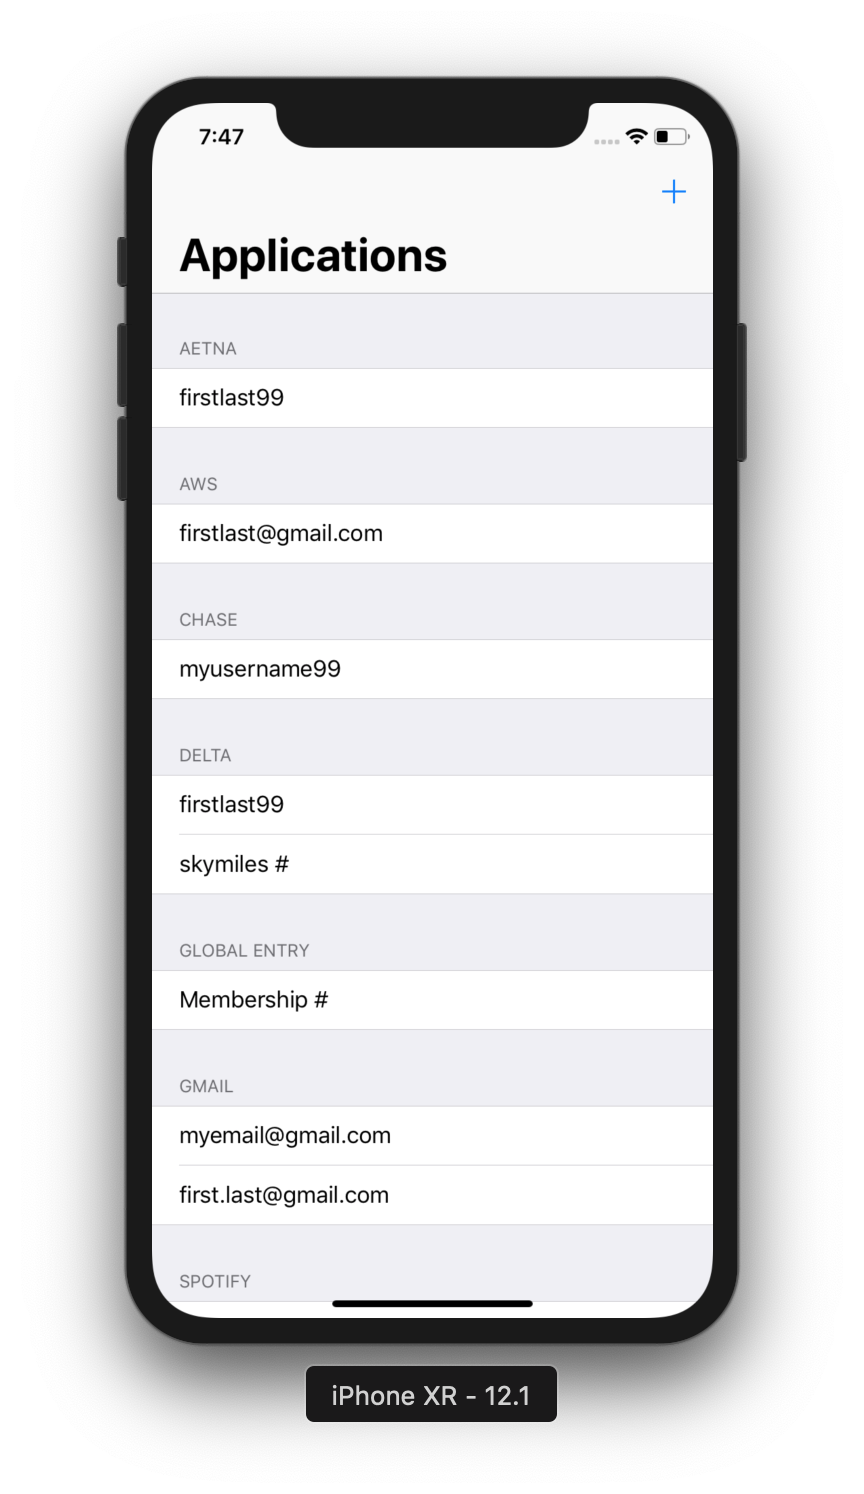 7:47
+
Applications
AETNA
firstlast99
AWS
firstlast@gmail.com
CHASE
myusername99
DELTA
firstlast99
skymiles #
GLOBAL ENTRY
Membership #
GMAIL
myemail@gmail.com
first.last@gmail.com
SPOTIFY
iPhone XR - 12.1